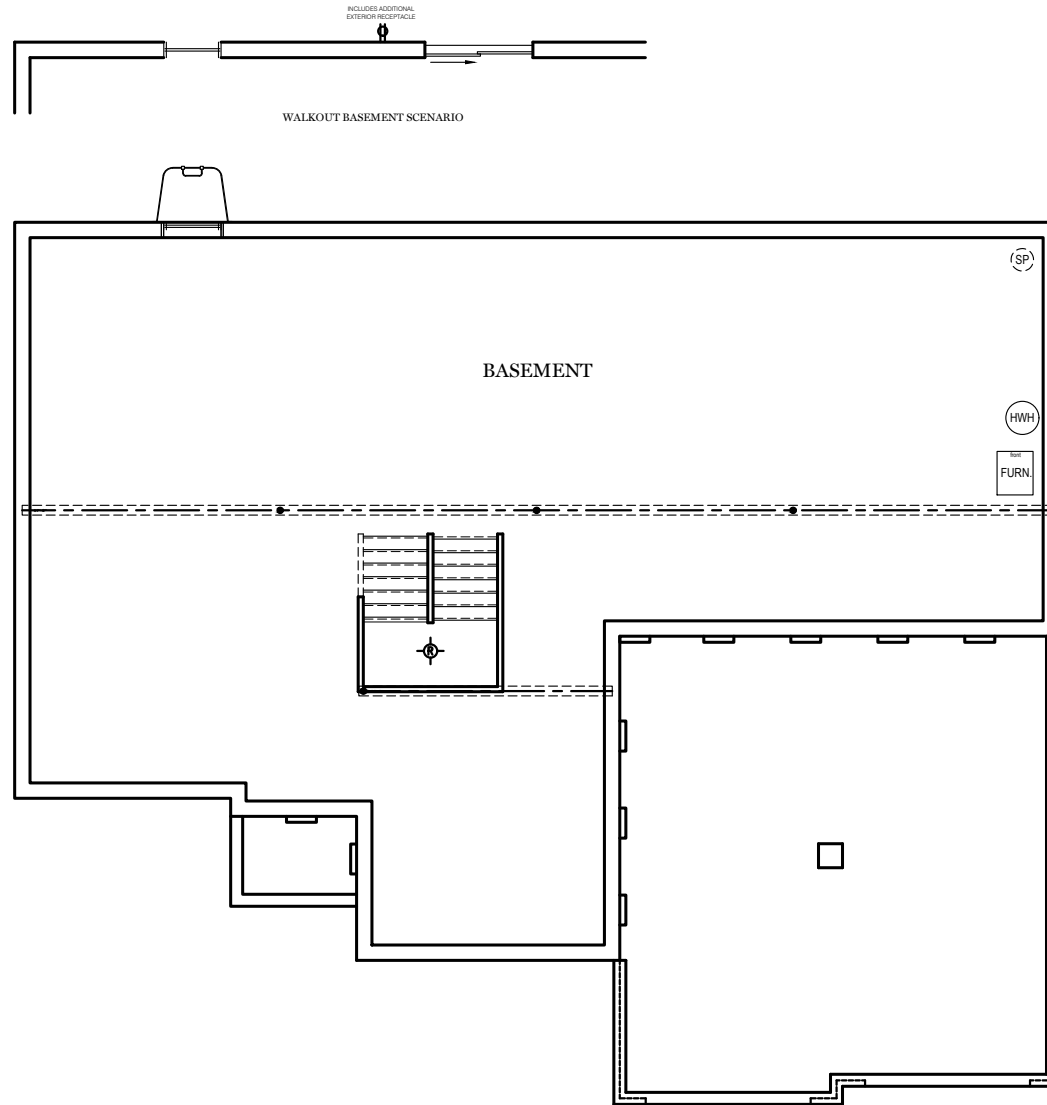 INCLUDES ADDITIONAL
EXTERIOR RECEPTACLE
WALKOUT BASEMENT SCENARIO
SP
BASEMENT
HWH
front
FURN.
R